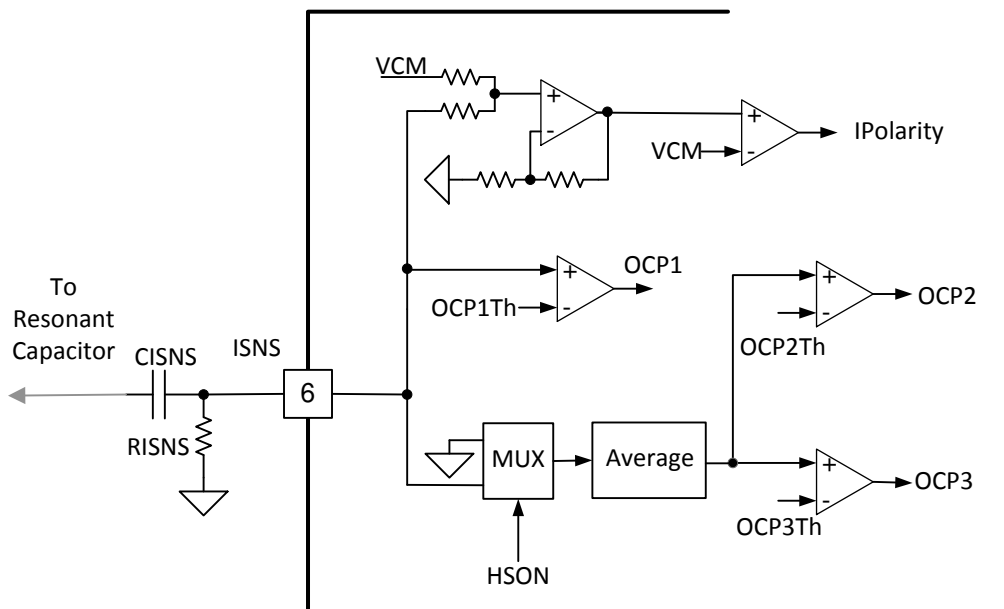 VCM
+
-
+
-
VCM
IPolarity
+
-
OCP1
OCP1Th
+
-
OCP2
OCP2Th
To
Resonant
Capacitor
CISNS
ISNS
6
RISNS
MUX
Average
+
-
OCP3
OCP3Th
HSON